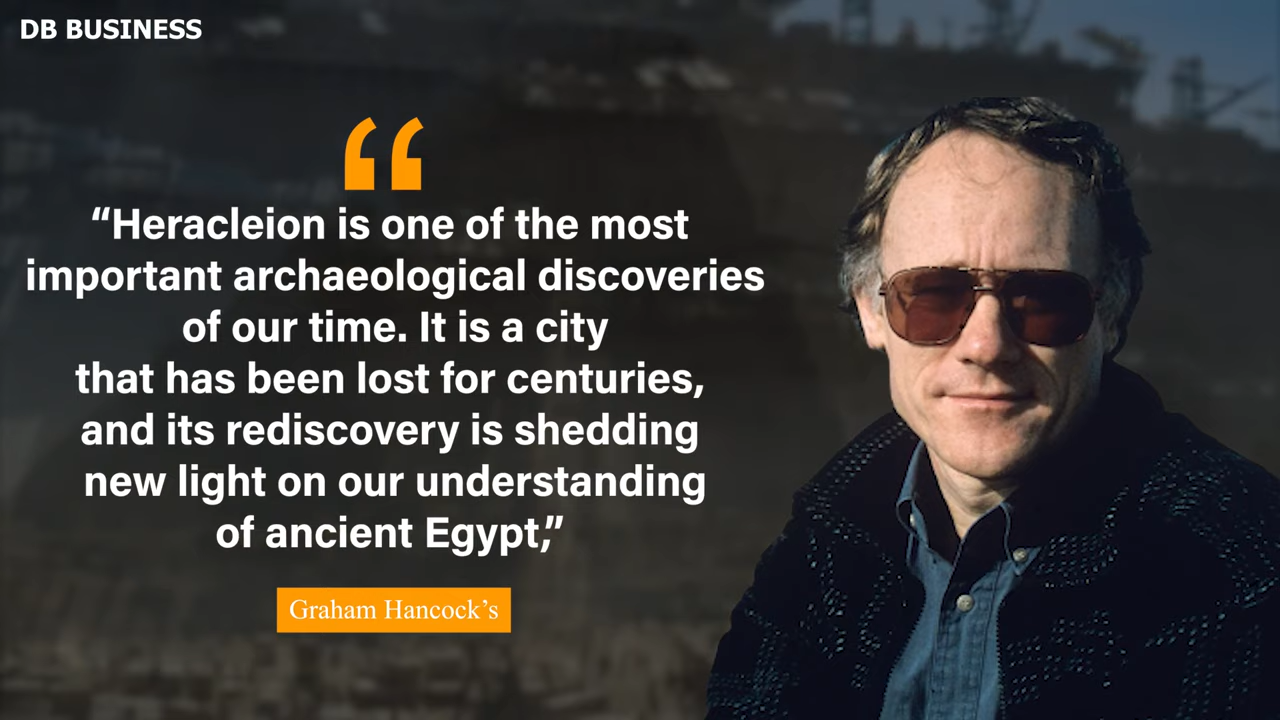 DB BUSINESS
“Heracleion is one of the most
important archaeological discoveries
of our time. It is a city
that has been lost for centuries,
and its rediscovery is shedding
new light on our understanding
of ancient Egypt,”
Graham Hancock’s